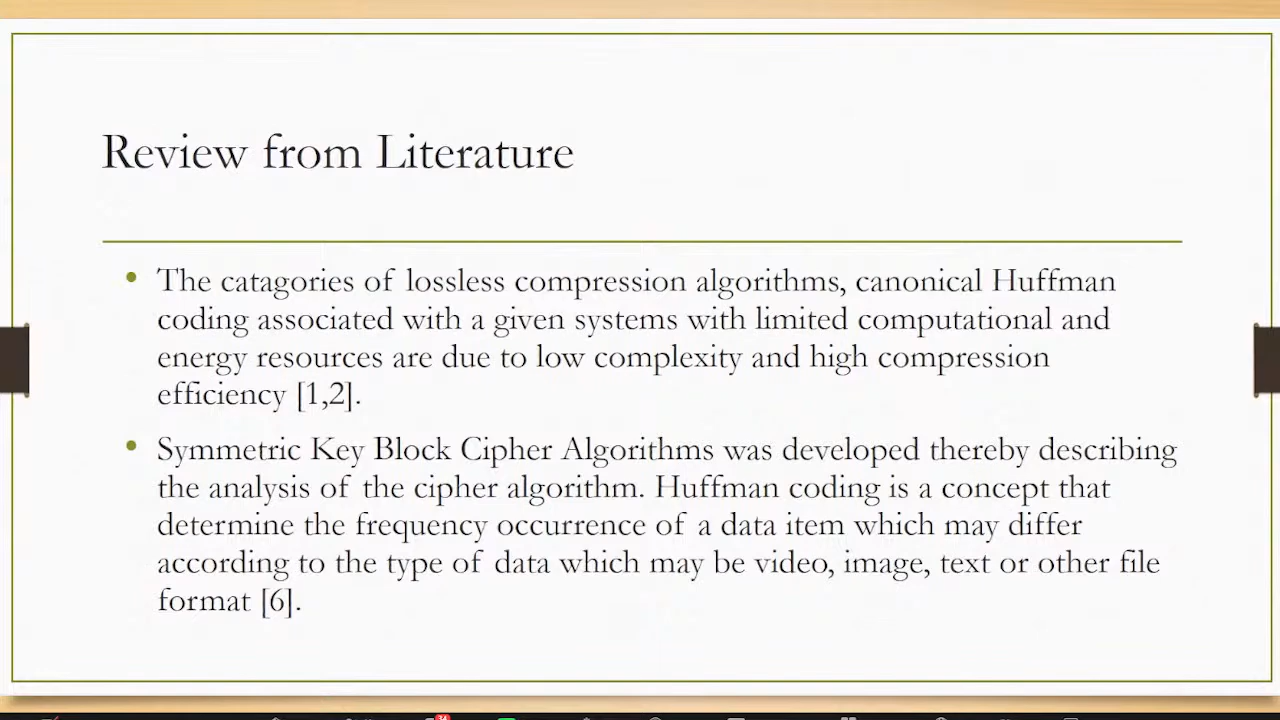 Review from Literature
The catagories of lossless compression algorithms, canonical Huffman
coding associated with a given systems with limited computational and
energy resources are due to low complexity and high compression
efficiency [1,2].
Symmetric Key Block Cipher Algorithms was developed thereby describing
the analysis of the cipher algorithm. Huffman coding is a concept that
determine the frequency occurrence of a data item which may differ
according to the type of data which may be video, image, text or other file
format [6].